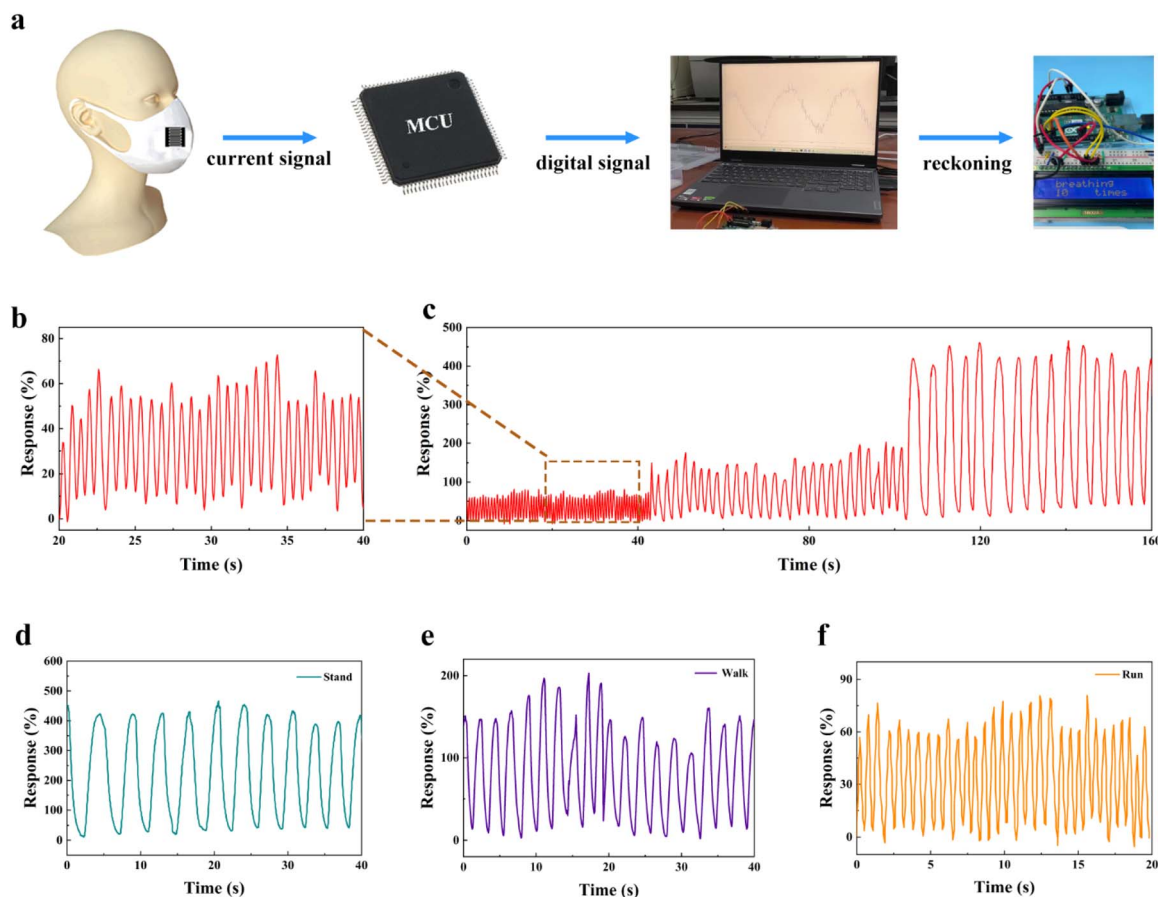 a
MCU
current signal
digital signal
reckoning
breathing
10 times
b
c
80
60
40
20
0
Response (%)
20
25
30
35
40
Time (s)
500
400
300
200
100
0
Response (%)
0
40
80
120
160
Time (s)
d
e
f
600
500
400
300
200
100
0
Response (%)
Stand
0
10
20
30
40
Time (s)
200
100
0
Response (%)
Walk
0
10
20
30
40
Time (s)
90
60
30
0
Response (%)
Run
0
5
10
15
20
Time (s)